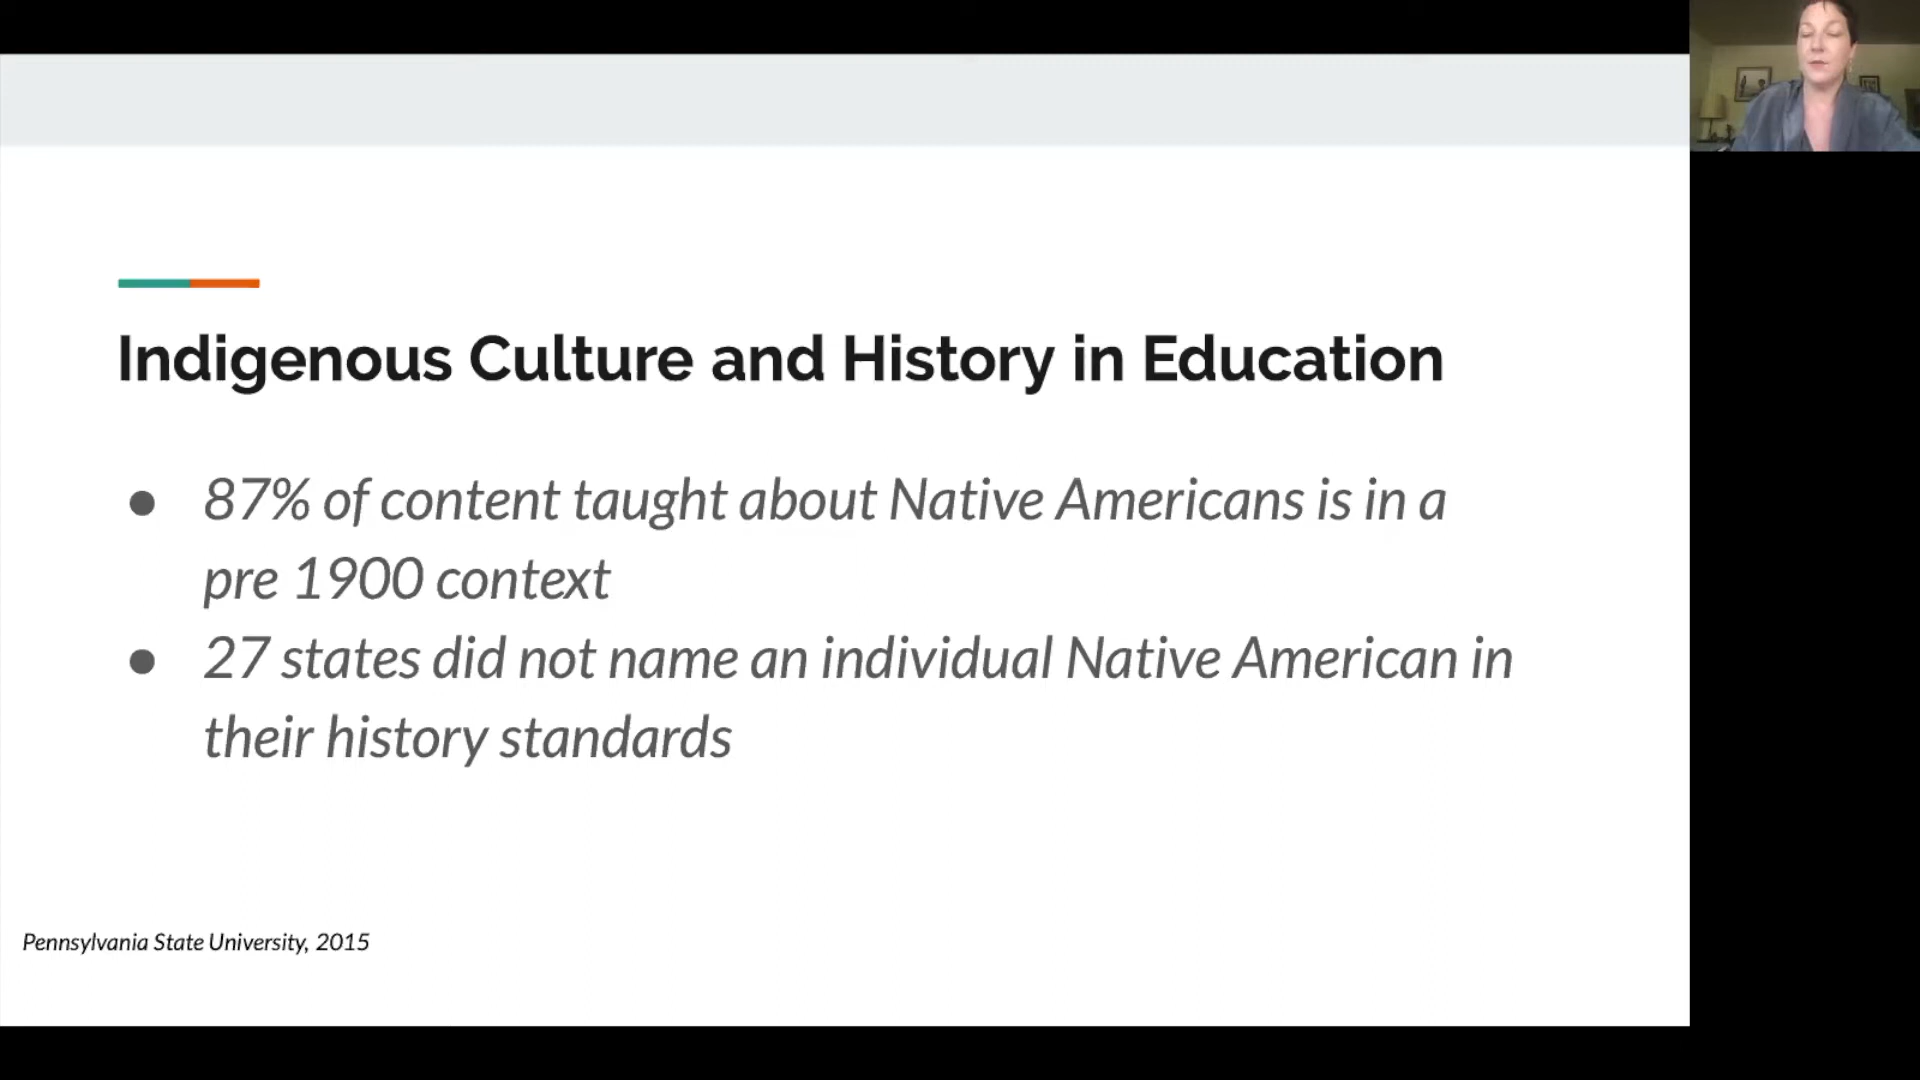 Indigenous Culture and History in Education
● 87% of content taught about Native Americans is in a
pre 1900 context
● 27 states did not name an individual Native American in
their history standards
Pennsylvania State University, 2015